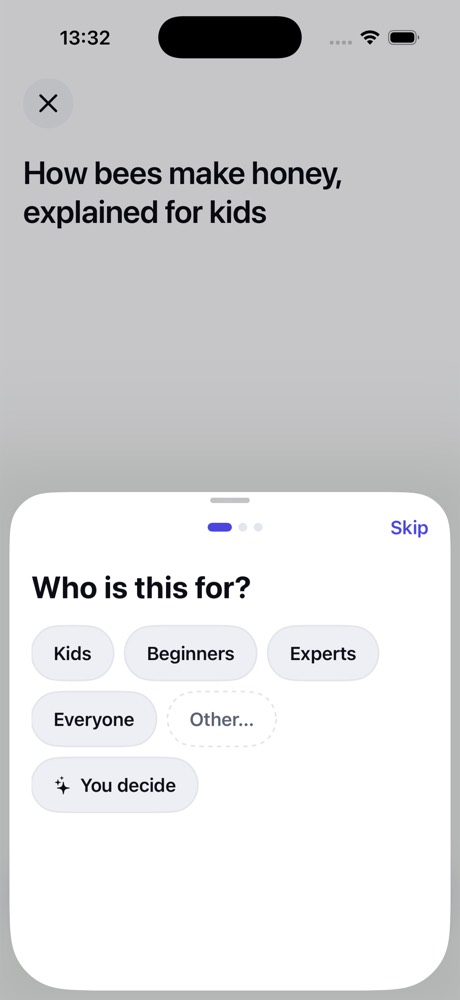 13:32
How bees make honey,
explained for kids
Skip
Who is this for?
Kids Beginners Experts
Everyone Other...
You decide